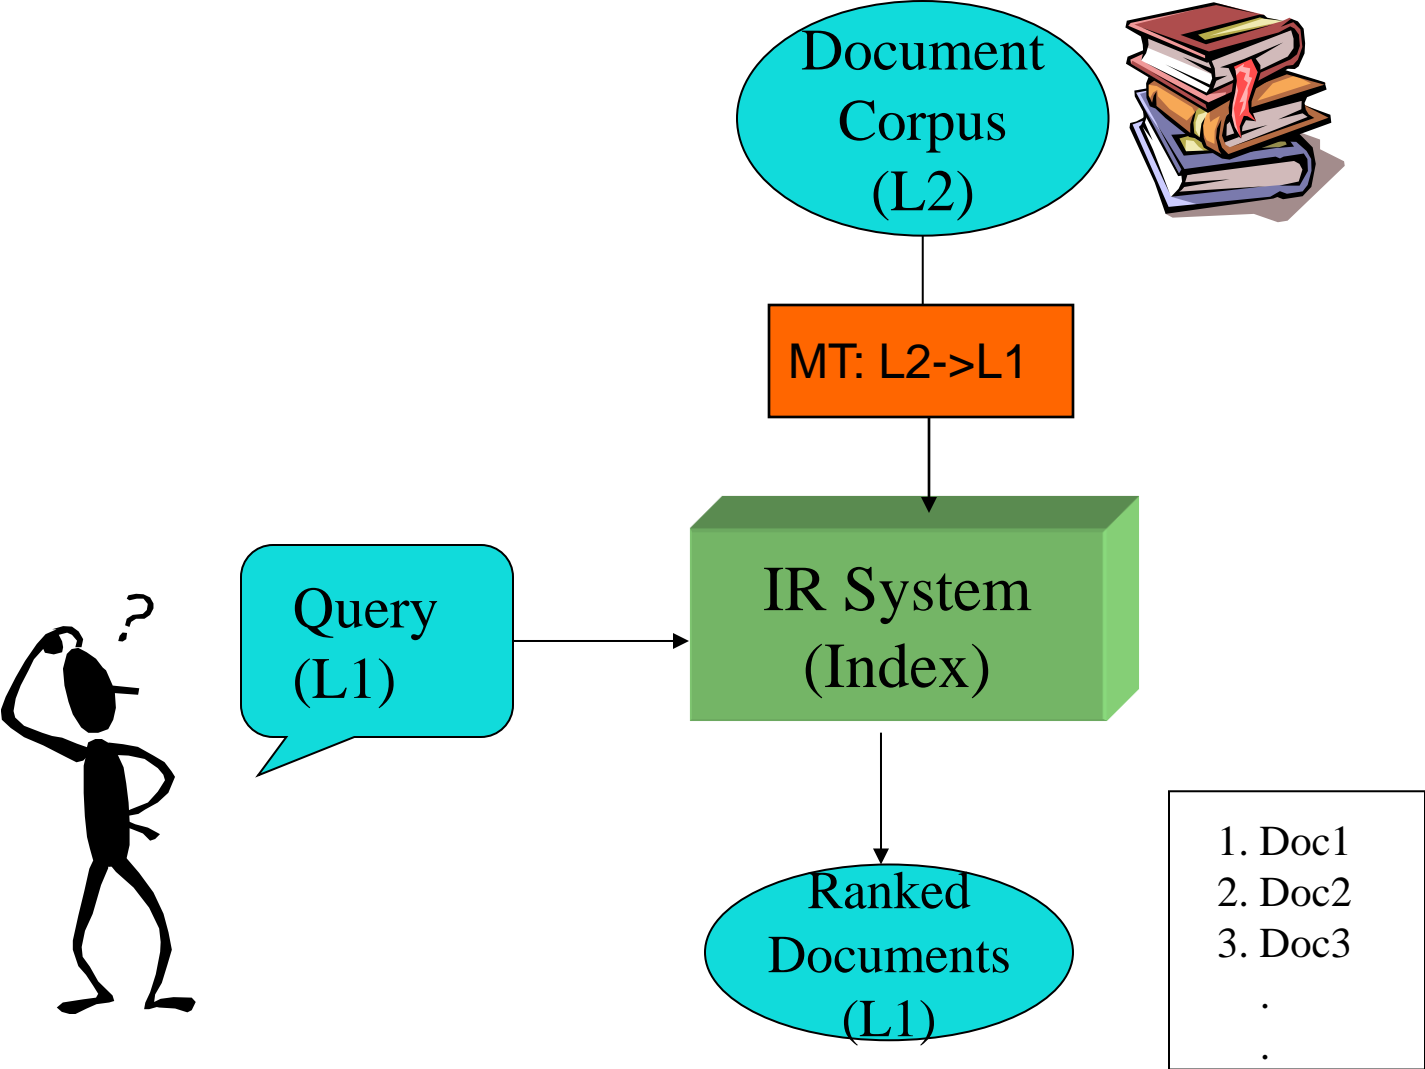 Document
Corpus
(L2)
MT: L2->L1
IR System
(Index)
Query
(L1)
?
Ranked
Documents
(L1)
1. Doc1
2. Doc2
3. Doc3
.
.